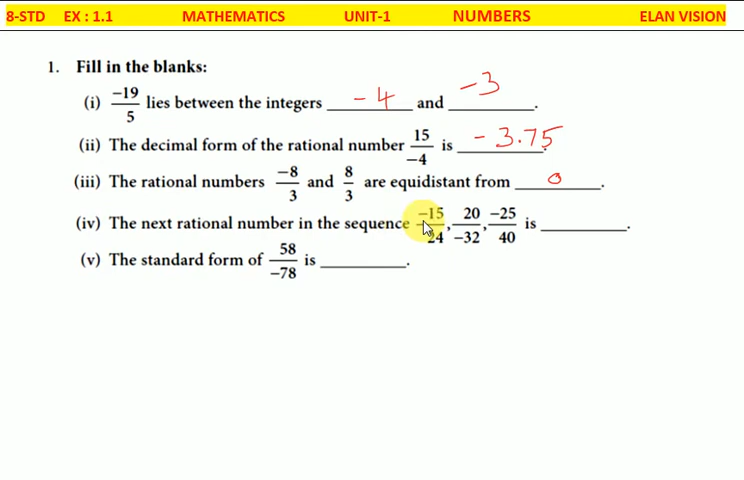 8-STD EX : 1.1 MATHEMATICS UNIT-1 NUMBERS ELAN VISION
1. Fill in the blanks:
(i) -19/5 lies between the integers -4 and -3.
(ii) The decimal form of the rational number 15/-4 is -3.75.
(iii) The rational numbers -8/3 and 8/3 are equidistant from 0.
(iv) The next rational number in the sequence -15/24, 20/-32, -25/40 is ________.
(v) The standard form of 58/-78 is ________.